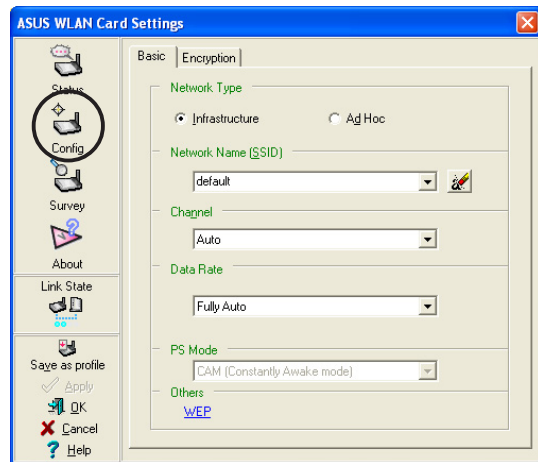 ASUS WLAN Card Settings
Status
Config
Survey
About
Link State
Save as profile
Apply
OK
Cancel
Help
Basic
Encryption
Network Type
Infrastructure
Ad Hoc
Network Name (SSID)
default
Channel
Auto
Data Rate
Fully Auto
PS Mode
CAM (Constantly Awake mode)
Others
WEP